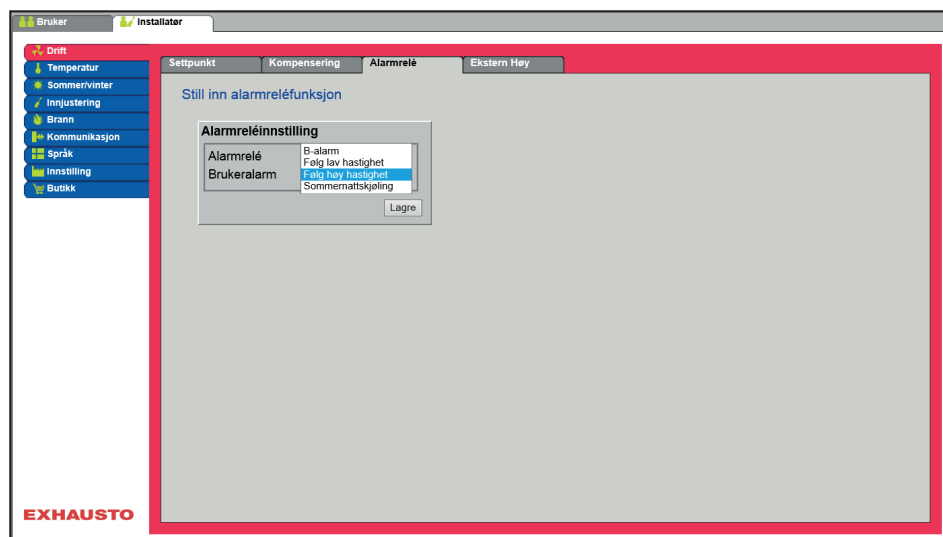 Bruker
Installatør
Drift
Temperatur
Sommer/vinter
Innjustering
Brann
Kommunikasjon
Språk
Innstilling
Butikk
Settpunkt
Kompensering
Alarmrelé
Ekstern Høy
Still inn alarmreléfunksjon
Alarmreléinnstilling
Alarmrelé
Brukeralarm
B-alarm
Følg lav hastighet
Følg høy hastighet
Sommernattskjøling
Lagre
EXHAUSTO